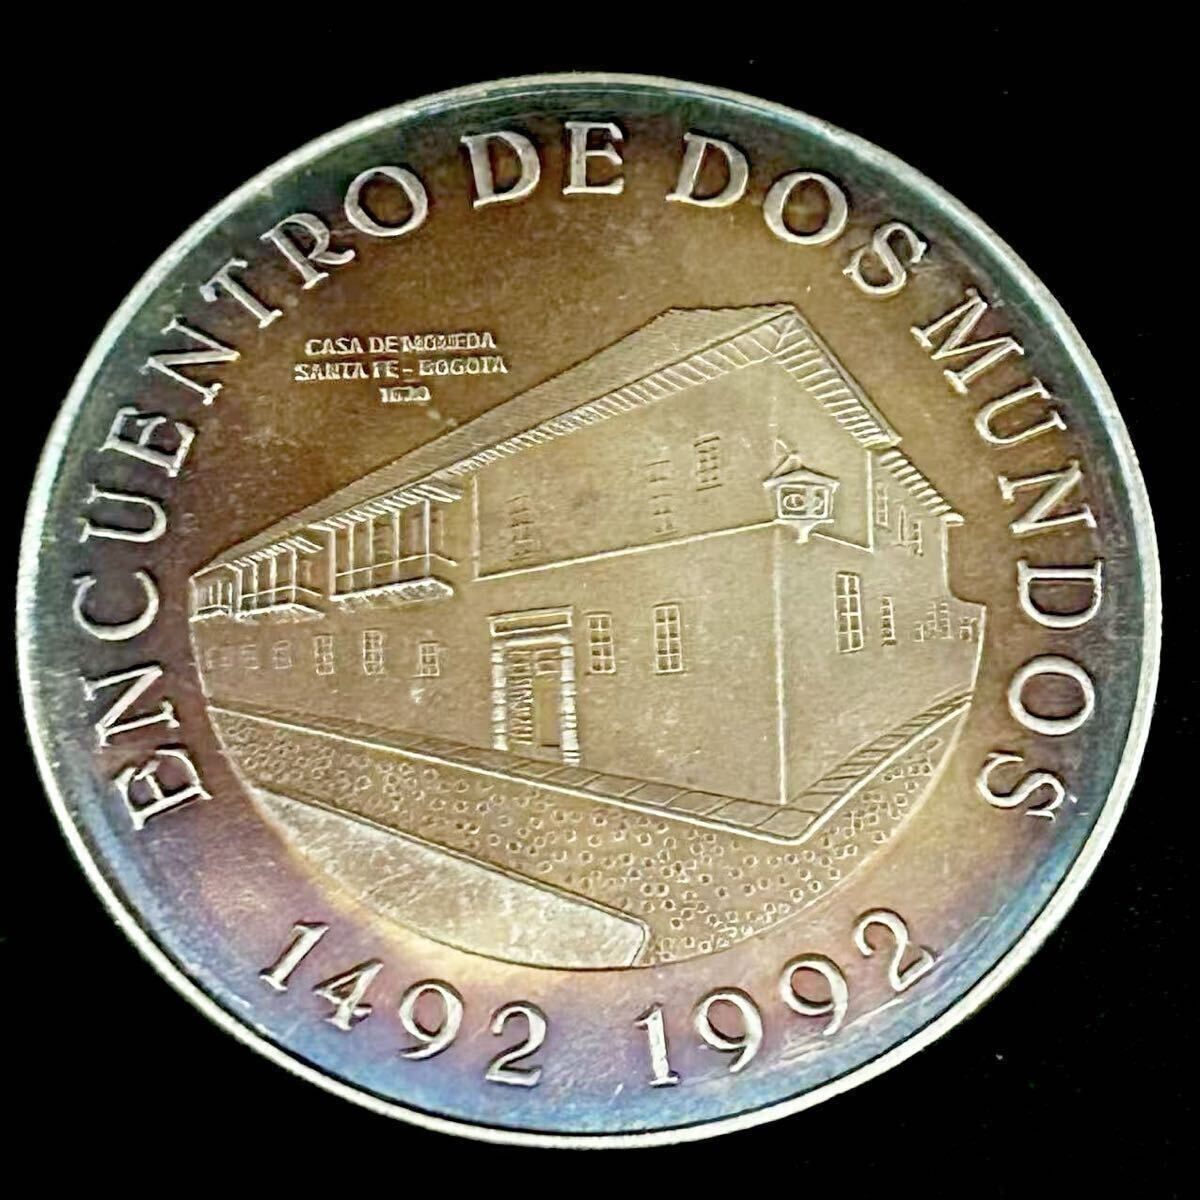 ENCUENTRO DE DOS MUNDOS
CASA DE MONEDA
SANTA FE - BOGOTA
1492 1992